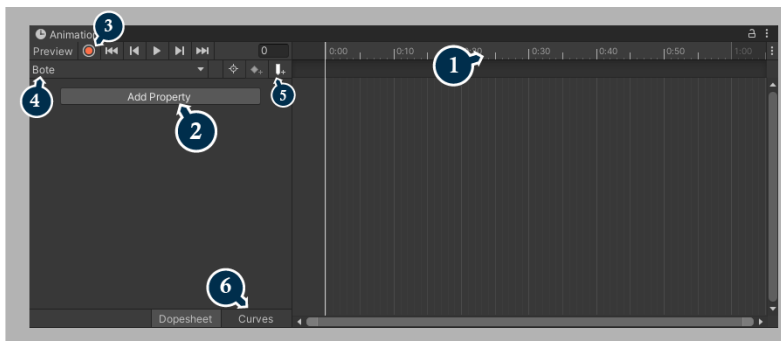 3
Animation
Preview 0 0:00 0:10 0:30 0:40 0:50 1:00
1
Bote
4 5
Add Property
2
6
Dopesheet Curves